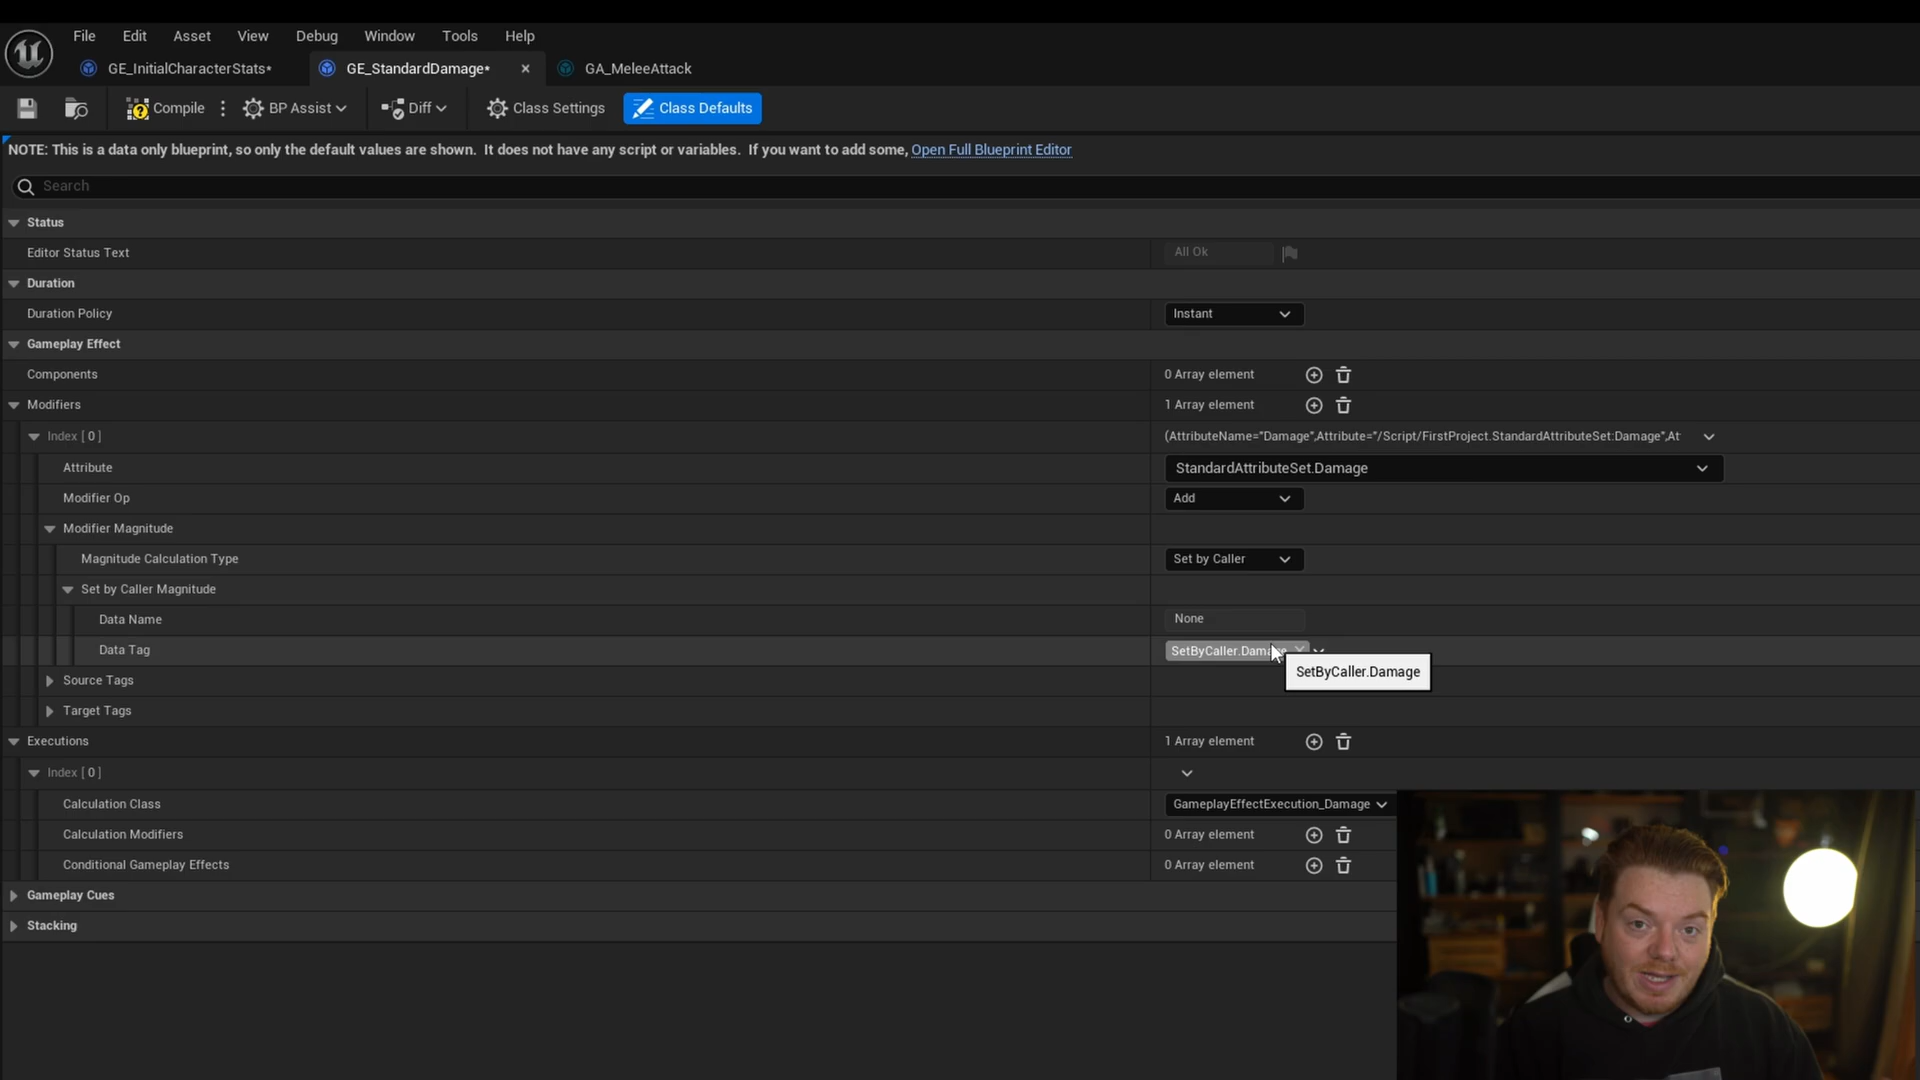 File Edit Asset View Debug Window Tools Help
GE_InitialCharacterStats* GE_StandardDamage* GA_MeleeAttack
Compile BP Assist Diff Class Settings Class Defaults
NOTE: This is a data only blueprint, so only the default values are shown. It does not have any script or variables. If you want to add some, Open Full Blueprint Editor
Search
Status
Editor Status Text All Ok
Duration
Duration Policy Instant
Gameplay Effect
Components 0 Array element
Modifiers 1 Array element
Index [ 0 ] (AttributeName="Damage",Attribute="/Script/FirstProject.StandardAttributeSet:Damage",At
Attribute StandardAttributeSet.Damage
Modifier Op Add
Modifier Magnitude
Magnitude Calculation Type Set by Caller
Set by Caller Magnitude
Data Name None
Data Tag SetByCaller.Damage
SetByCaller.Damage
Source Tags
Target Tags
Executions 1 Array element
Index [ 0 ]
Calculation Class GameplayEffectExecution_Damage
Calculation Modifiers 0 Array element
Conditional Gameplay Effects 0 Array element
Gameplay Cues
Stacking